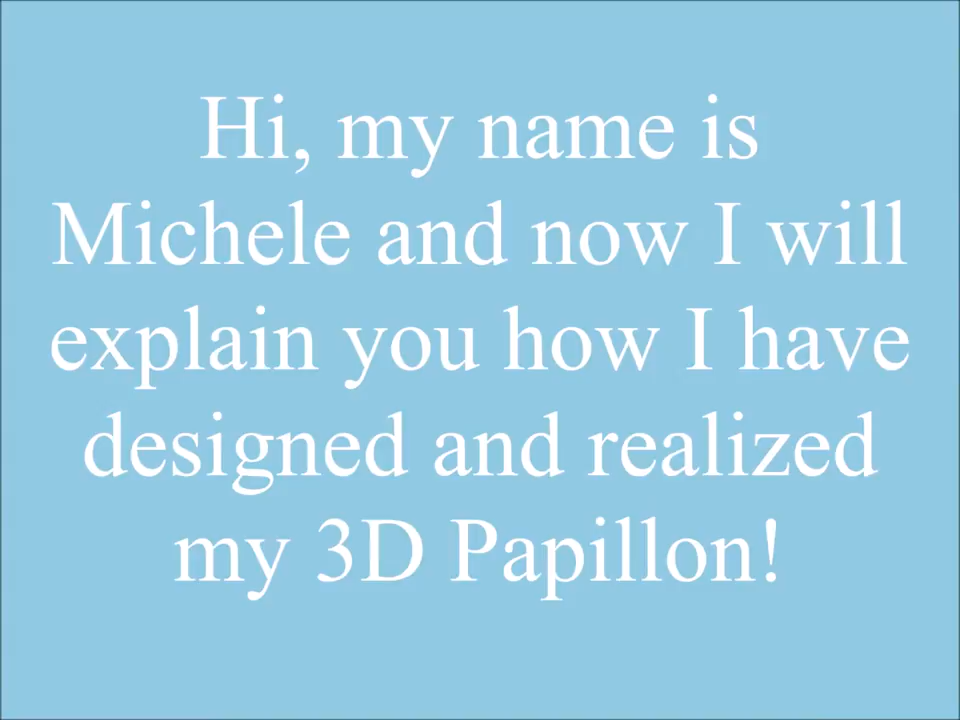 Hi, my name is
Michele and now I will
explain you how I have
designed and realized
my 3D Papillon!